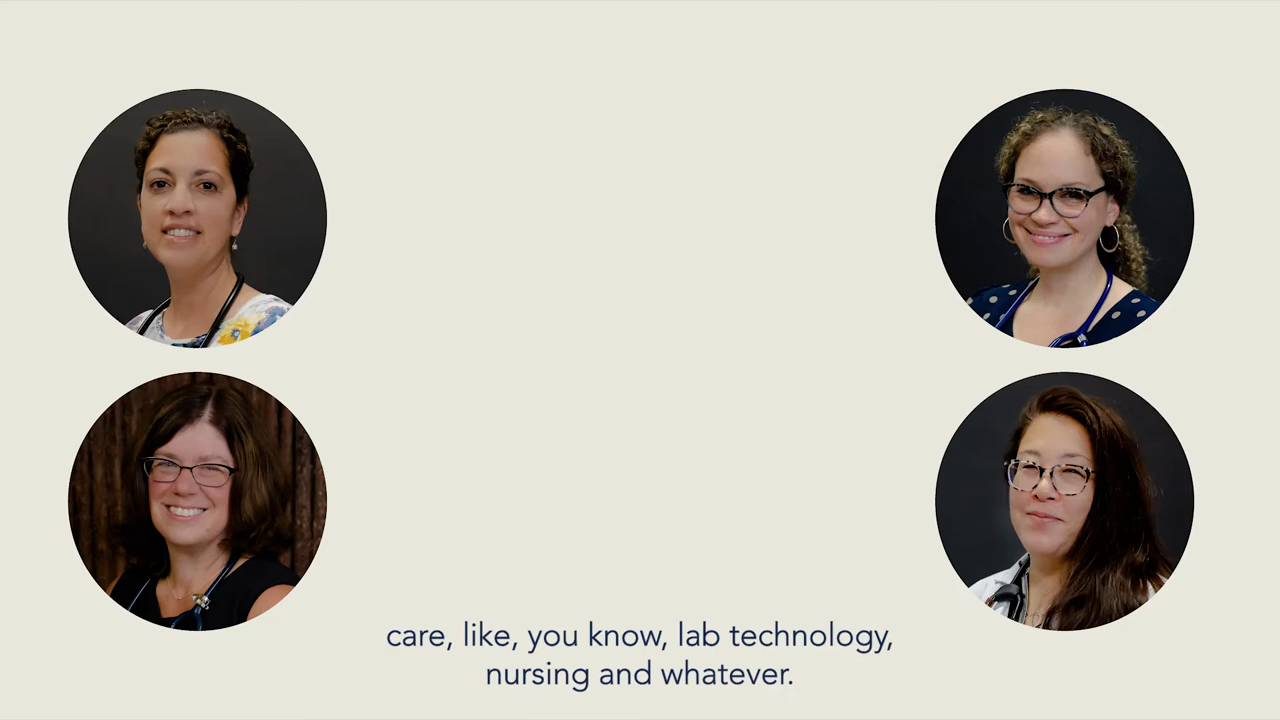 care, like, you know, lab technology,
nursing and whatever.